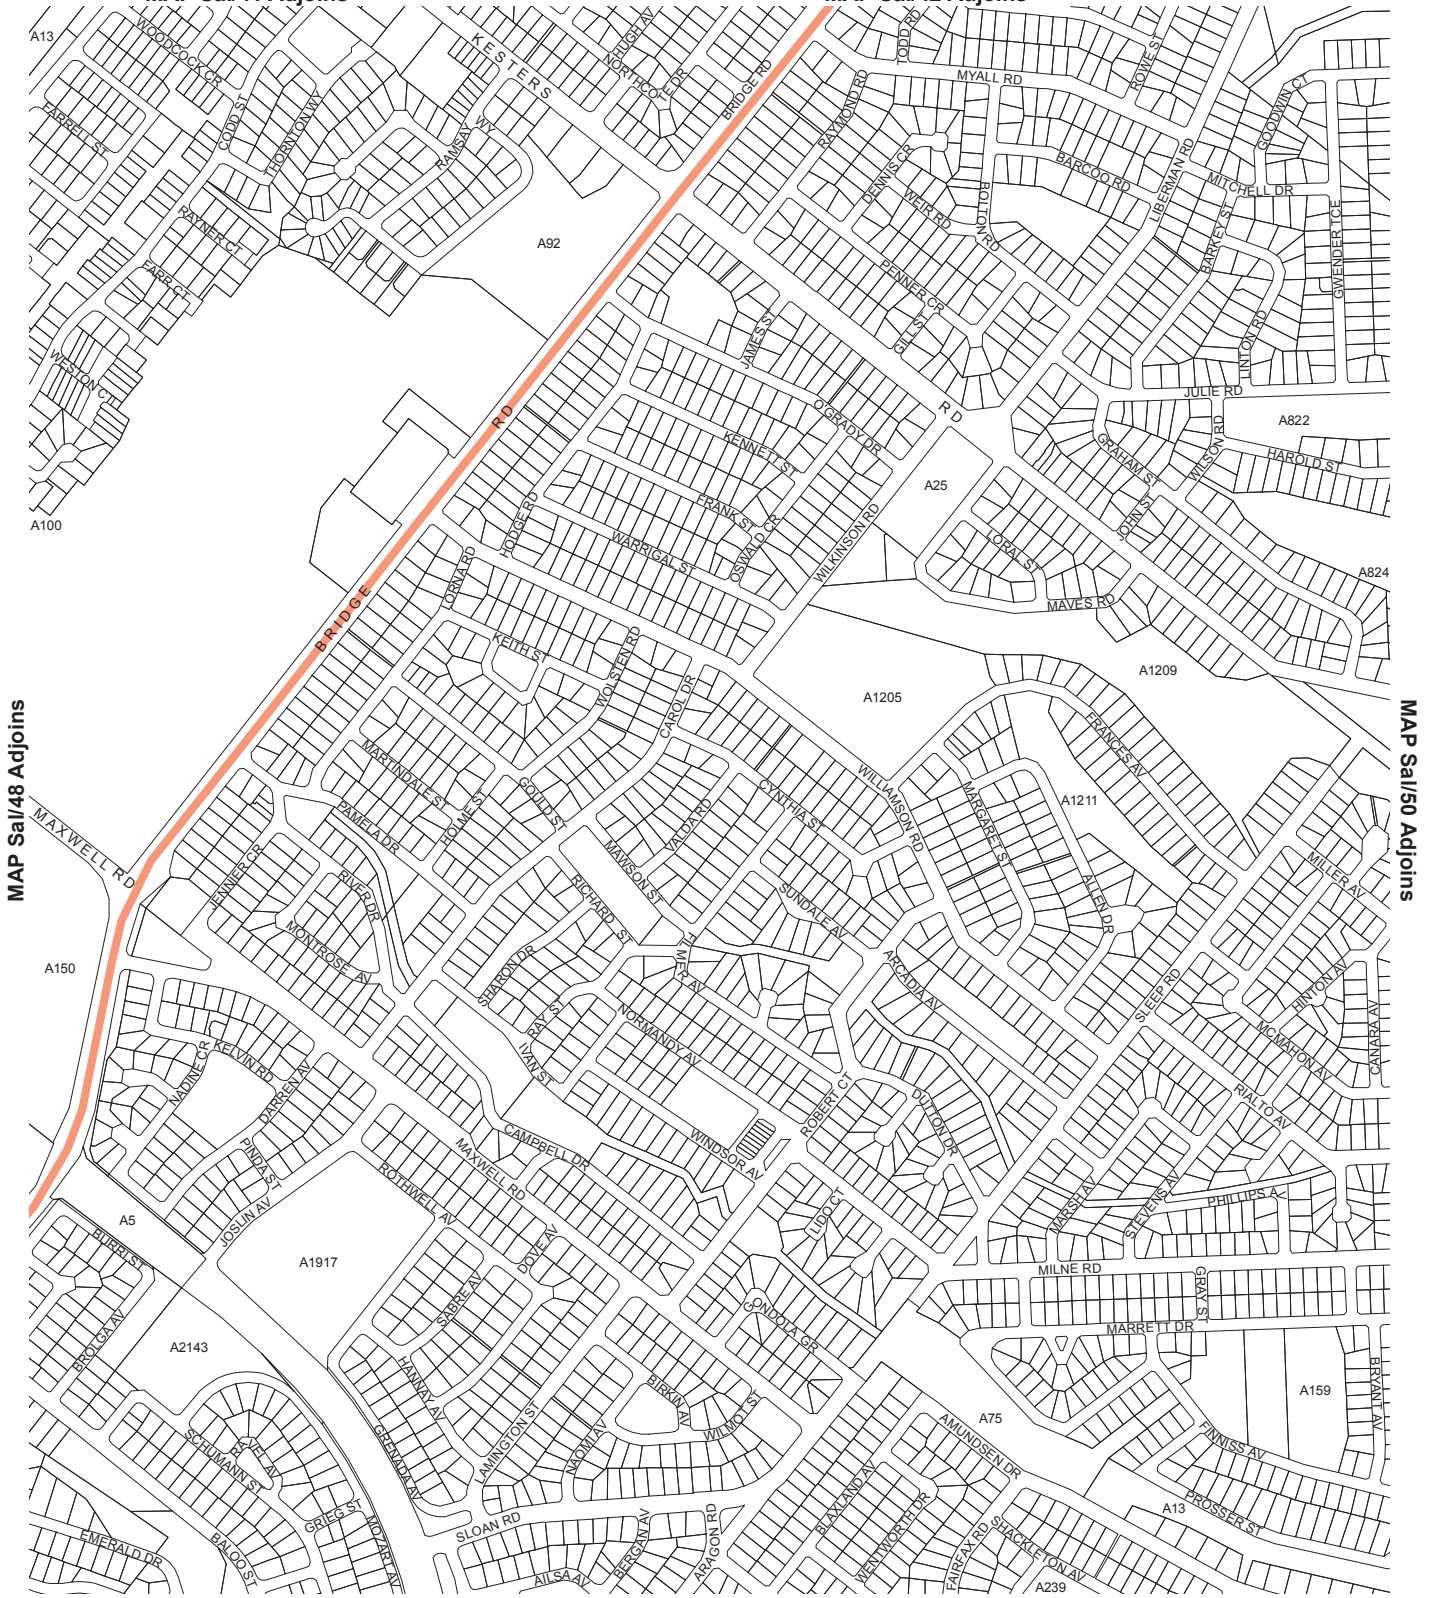 A13
WOODCOCK CR
KESTERS
HUGH AV
NORTHCOTE DR
BRIDGE RD
TODD RD
MYALL RD
ROWE ST
GOODWIN CT
FARRELL ST
CODD ST
THORNTON WY
RAMSAY
WY
RAYMOND RD
DENNIS CR
BARCOO RD
LIBERMAN RD
MITCHELL DR
WEIR RD
BOLTON RD
BARKEY ST
GWENDER TCE
RAYNER CT
A92
FARR CT
PENNER CR
GILL ST
JAMES ST
LINTON RD
WESTON CT
JULIE RD
RD
RD
O'GRADY DR
A822
KENNETT ST
GRAHAM ST
WILSON RD
HAROLD ST
A25
A100
HODGE RD
FRANK ST
OSWALD CR
WILKINSON RD
JOHN ST
WARRIGAL ST
LORAL ST
LORNA RD
A824
BRIDGE
MAVES RD
KEITH ST
WOLSTEN RD
CAROL DR
A1209
A1205
MAP Sal/48 Adjoins
MAP Sal/50 Adjoins
FRANCES AV
MARTINDALE ST
GOULD ST
CYNTHIA ST
WILLIAMSON RD
MARGARET ST
A1211
MAXWELL RD
PAMELA DR
HOLME ST
VALDA RD
MAWSON ST
JENNIER CR
RIVER DR
RICHARD ST
SUNDALE AV
ALLEN DR
MILLER AV
MONTROSE AV
FILMER AV
SHARON DR
ARCADIA AV
A150
SLEEP RD
HINTON AV
RAY ST
NORMANDY AV
MCMAHON AV
CANARA AV
NADINE CR
KELVIN RD
DARREN AV
IVAN ST
ROBERT CT
DUTTON DR
RIALTO AV
PINDA ST
MAXWELL RD
CAMPBELL DR
WINDSOR AV
ROTHWELL AV
MARSH AV
STEVENS AV
PHILLIPS AV
A5
JOSLIN AV
LIDO CT
BURRI ST
A1917
DOVE AV
MILNE RD
SABRE AV
GRAY ST
GONDOLA GR
MARRETT DR
BROLGA AV
A2143
HANNAY AV
BIRKIN AV
WILMOT ST
A159
BRYANT AV
GRENADA AV
LAMINGTON ST
NAOMI AV
A75
AMUNDSEN DR
FINNISS AV
SCHUMANN ST
RAVEL AV
BLAXLAND AV
WENTWORTH DR
A13
PROSSER ST
GRIEG ST
MOZART AV
SLOAN RD
BERGAN AV
ARAGON RD
FAIRFAX RD
SHACKLETON AV
EMERALD DR
BALOO ST
AILSA AV
A239